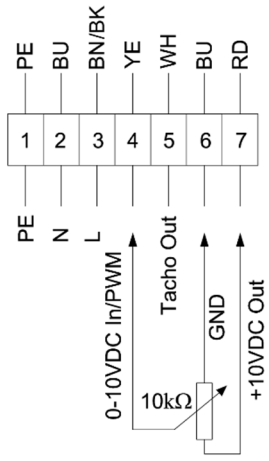 PE BU BN/BK YE WH BU RD
1 2 3 4 5 6 7
PE N L 0-10VDC In/PWM Tacho Out GND +10VDC Out
10kΩ